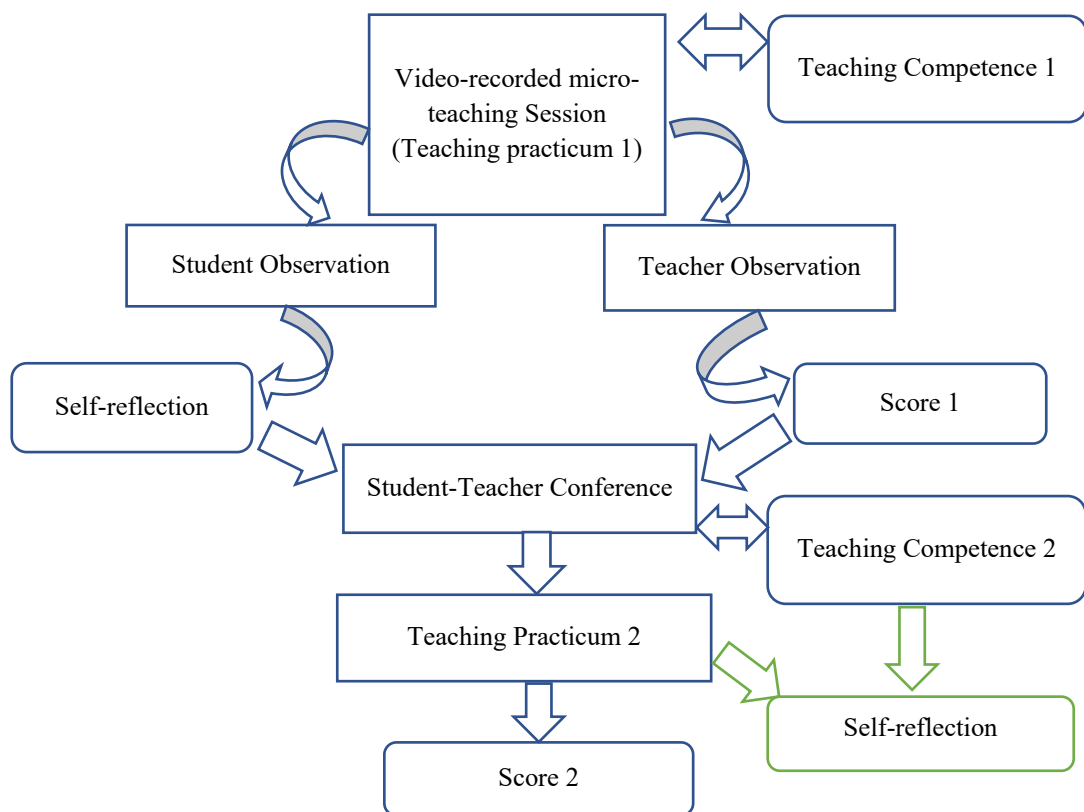 Video-recorded micro-
teaching Session
(Teaching practicum 1)
Teaching Competence 1
Student Observation
Teacher Observation
Self-reflection
Score 1
Student-Teacher Conference
Teaching Competence 2
Teaching Practicum 2
Self-reflection
Score 2